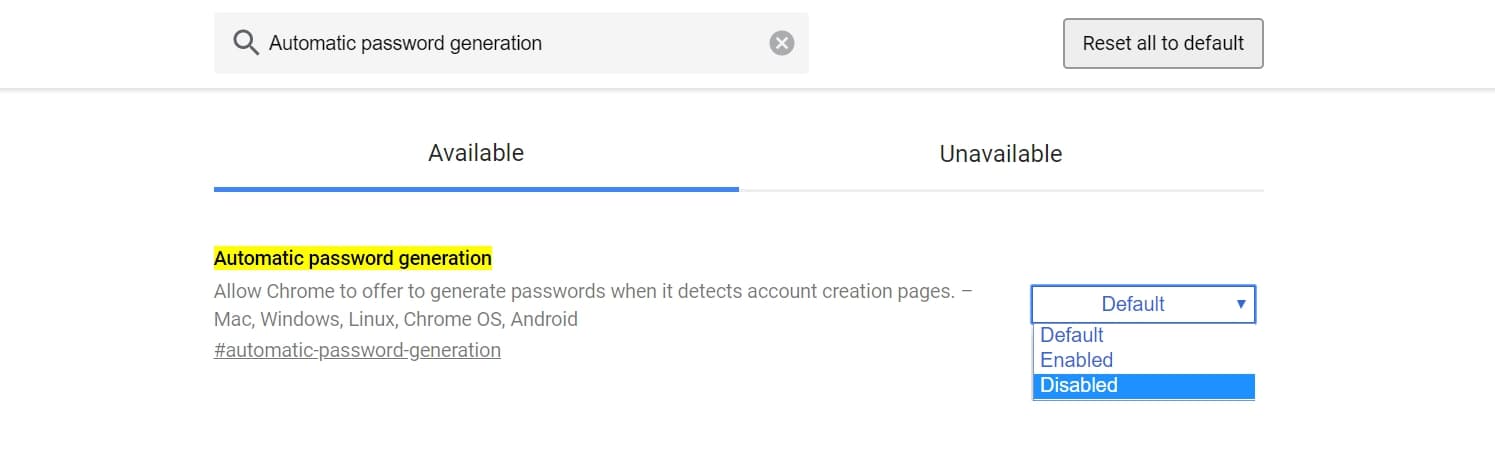 Automatic password generation
Reset all to default
Available
Unavailable
Automatic password generation
Allow Chrome to offer to generate passwords when it detects account creation pages. –
Mac, Windows, Linux, Chrome OS, Android
#automatic-password-generation
Default
Default
Enabled
Disabled